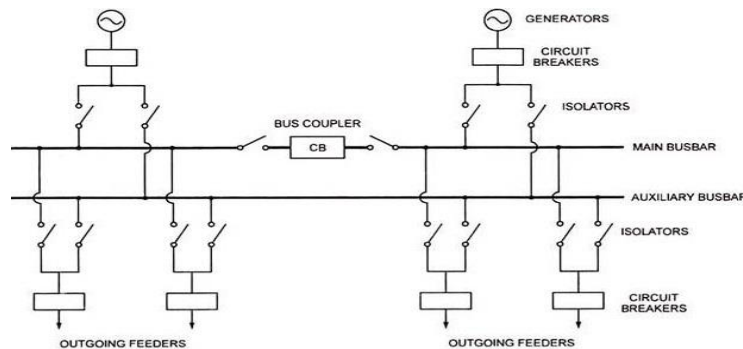 GENERATORS
CIRCUIT
BREAKERS
ISOLATORS
BUS COUPLER
CB
MAIN BUSBAR
AUXILIARY BUSBAR
ISOLATORS
CIRCUIT
BREAKERS
OUTGOING FEEDERS
OUTGOING FEEDERS